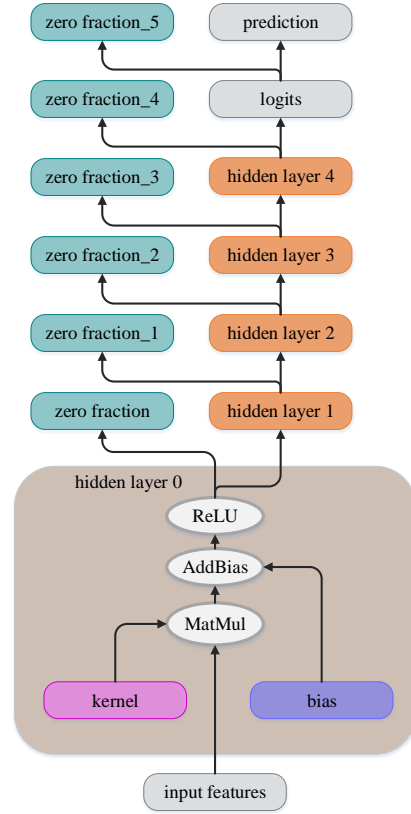 zero fraction_5
prediction
zero fraction_4
logits
zero fraction_3
hidden layer 4
zero fraction_2
hidden layer 3
zero fraction_1
hidden layer 2
zero fraction
hidden layer 1
hidden layer 0
ReLU
AddBias
MatMul
kernel
bias
input features